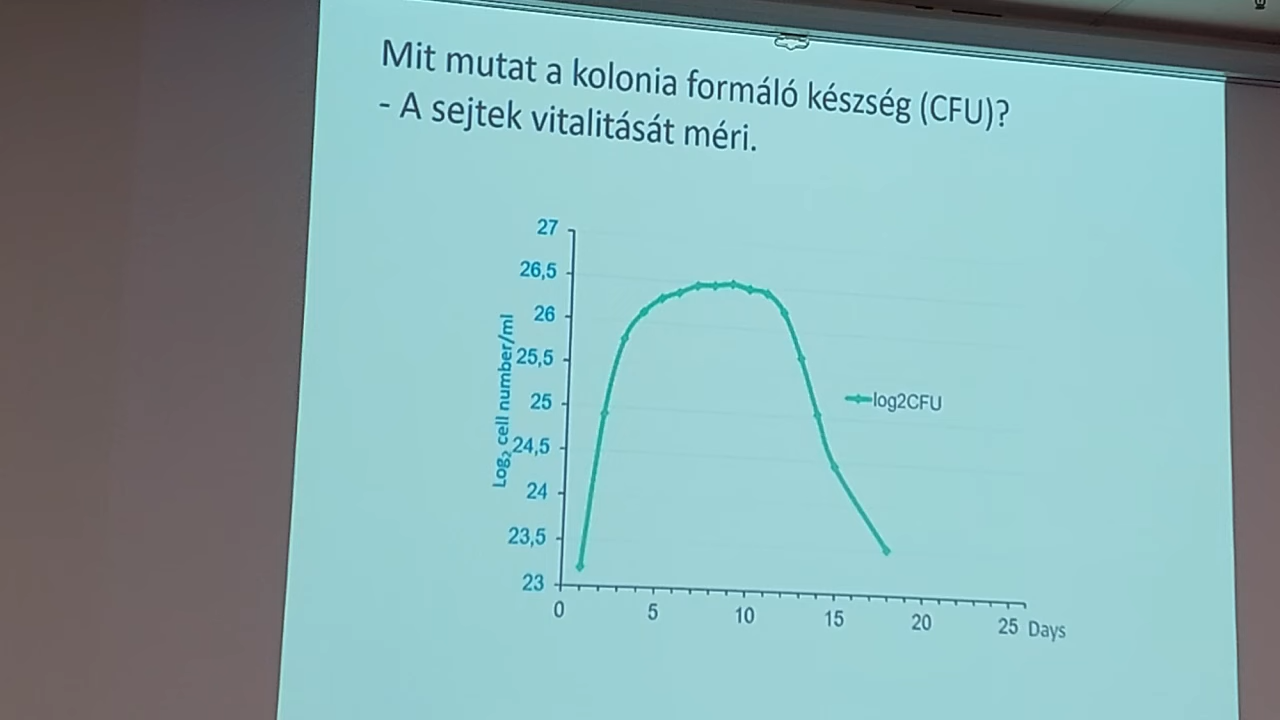 Mit mutat a kolonia formáló készség (CFU)?
- A sejtek vitalitását méri.
27
26,5
26
25,5
25
24,5
24
23,5
23
Log₂ cell number/ml
log2CFU
0 5 10 15 20 25 Days